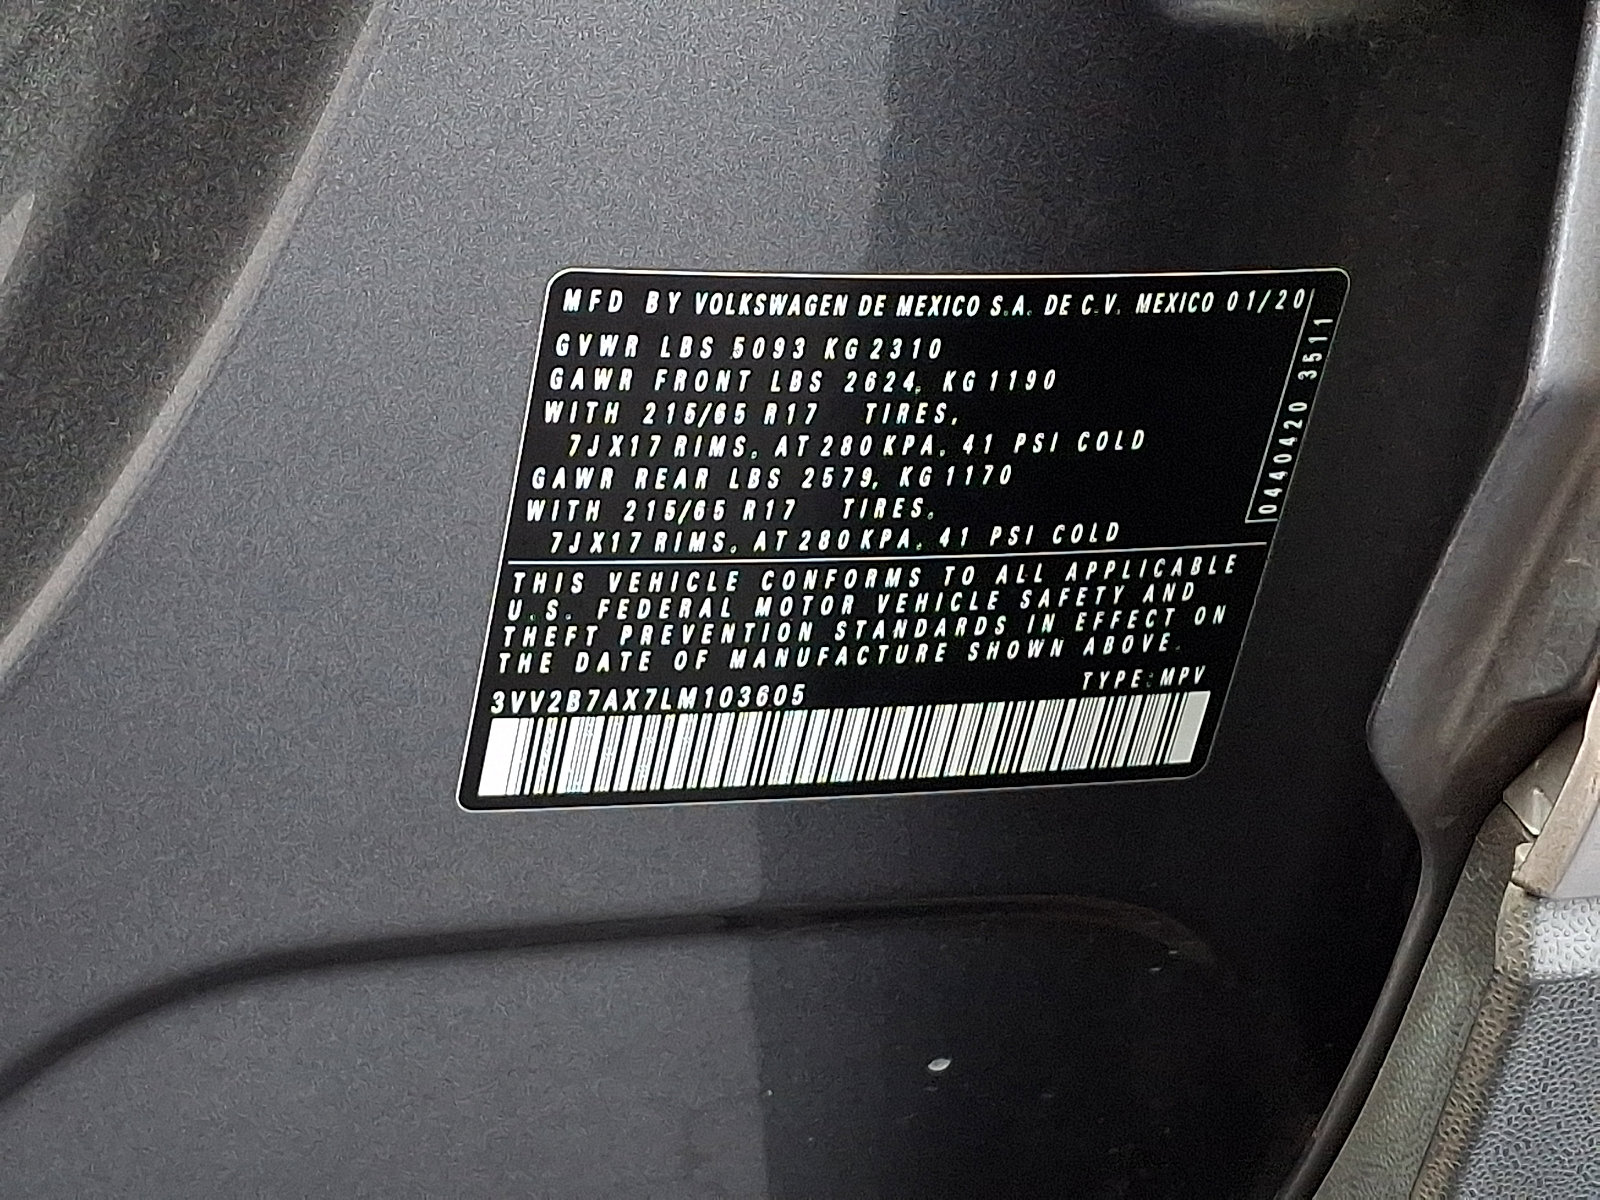 MFD BY VOLKSWAGEN DE MEXICO S.A. DE C.V. MEXICO 01/20
GVWR LBS 5093 KG 2310
GAWR FRONT LBS 2624, KG 1190
WITH 215/65 R17 TIRES,
7JX17 RIMS, AT 280 KPA, 41 PSI COLD
GAWR REAR LBS 2579, KG 1170
WITH 215/65 R17 TIRES,
7JX17 RIMS, AT 280 KPA, 41 PSI COLD
0440420 3511
THIS VEHICLE CONFORMS TO ALL APPLICABLE
U.S. FEDERAL MOTOR VEHICLE SAFETY AND
THEFT PREVENTION STANDARDS IN EFFECT ON
THE DATE OF MANUFACTURE SHOWN ABOVE.
TYPE:MPV
3VV2B7AX7LM103605